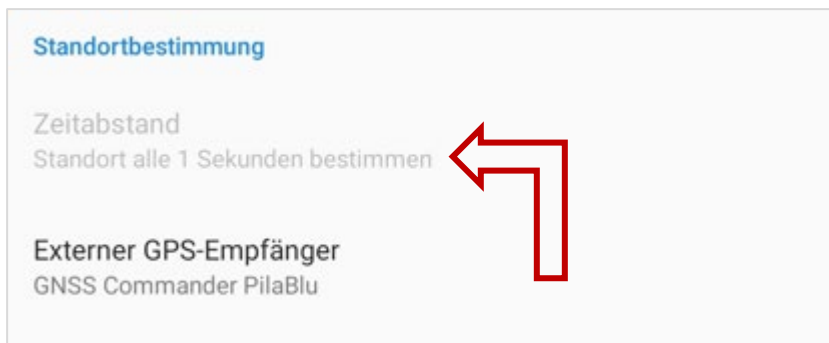 Standortbestimmung
Zeitabstand
Standort alle 1 Sekunden bestimmen
Externer GPS-Empfänger
GNSS Commander PilaBlu